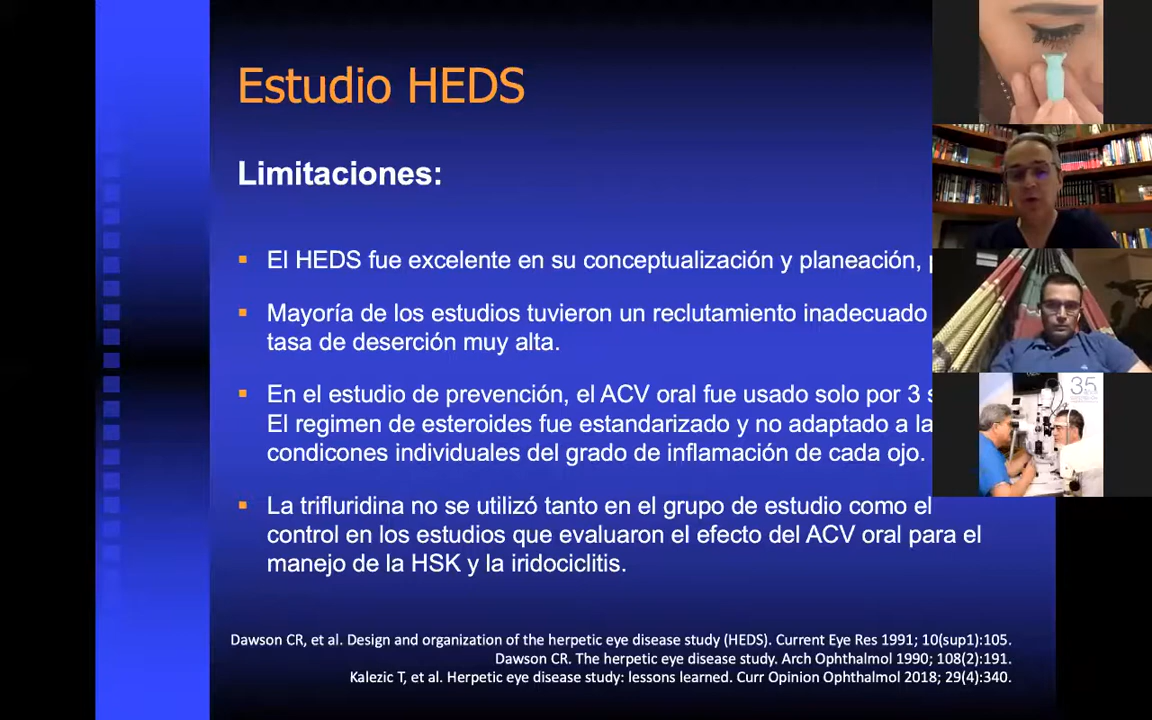 Estudio HEDS
Limitaciones:
El HEDS fue excelente en su conceptualización y planeación,
Mayoría de los estudios tuvieron un reclutamiento inadecuado
tasa de deserción muy alta.
En el estudio de prevención, el ACV oral fue usado solo por 3
El regimen de esteroides fue estandarizado y no adaptado a la
condicones individuales del grado de inflamación de cada ojo.
La trifluridina no se utilizó tanto en el grupo de estudio como el
control en los estudios que evaluaron el efecto del ACV oral para el
manejo de la HSK y la iridociclitis.
Dawson CR, et al. Design and organization of the herpetic eye disease study (HEDS). Current Eye Res 1991; 10(sup1):105.
Dawson CR. The herpetic eye disease study. Arch Ophthalmol 1990; 108(2):191.
Kalezic T, et al. Herpetic eye disease study: lessons learned. Curr Opinion Ophthalmol 2018; 29(4):340.
35